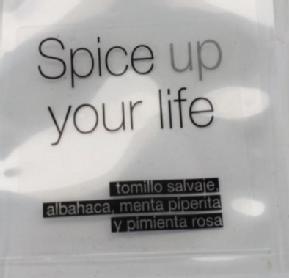 Spice up
your life
tomillo salvaje,
albahaca, menta piperita
y pimienta rosa